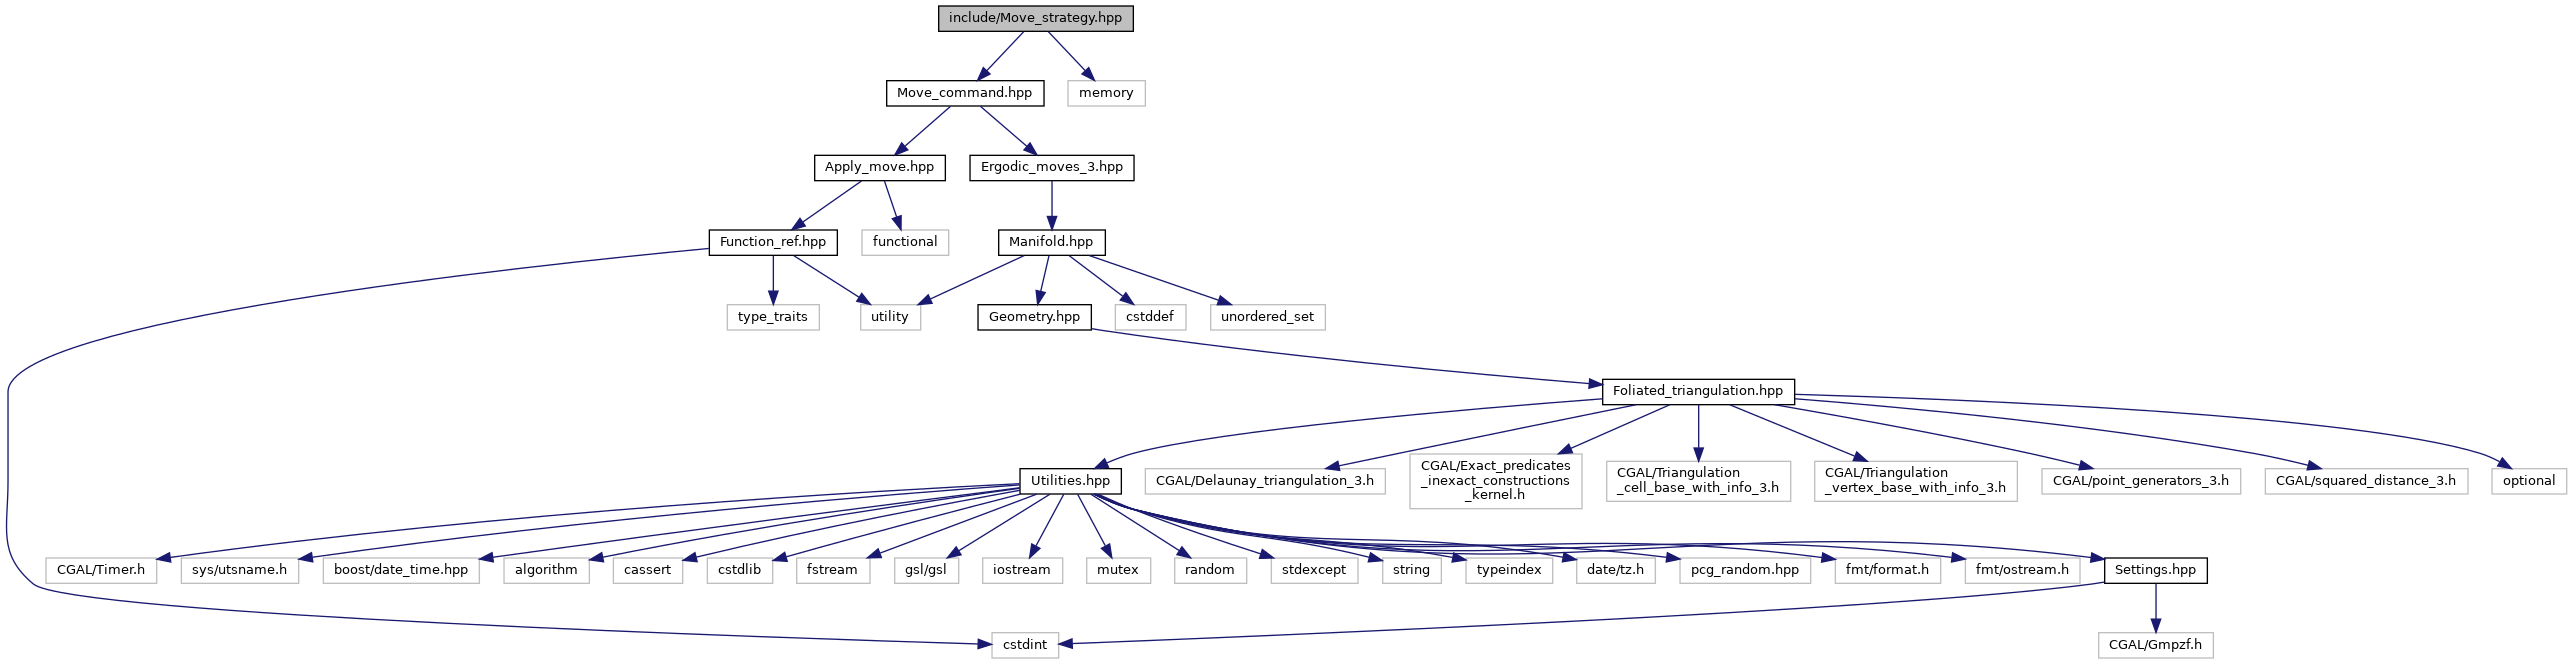 include/Move_strategy.hpp
Move_command.hpp
memory
Apply_move.hpp
Ergodic_moves_3.hpp
Function_ref.hpp
functional
Manifold.hpp
type_traits
utility
Geometry.hpp
cstddef
unordered_set
Foliated_triangulation.hpp
Utilities.hpp
CGAL/Delaunay_triangulation_3.h
CGAL/Exact_predicates
_inexact_constructions
_kernel.h
CGAL/Triangulation
_cell_base_with_info_3.h
CGAL/Triangulation
_vertex_base_with_info_3.h
CGAL/point_generators_3.h
CGAL/squared_distance_3.h
optional
CGAL/Timer.h
sys/utsname.h
boost/date_time.hpp
algorithm
cassert
cstdlib
fstream
gsl/gsl
iostream
mutex
random
stdexcept
string
typeindex
date/tz.h
pcg_random.hpp
fmt/format.h
fmt/ostream.h
Settings.hpp
cstdint
CGAL/Gmpzf.h